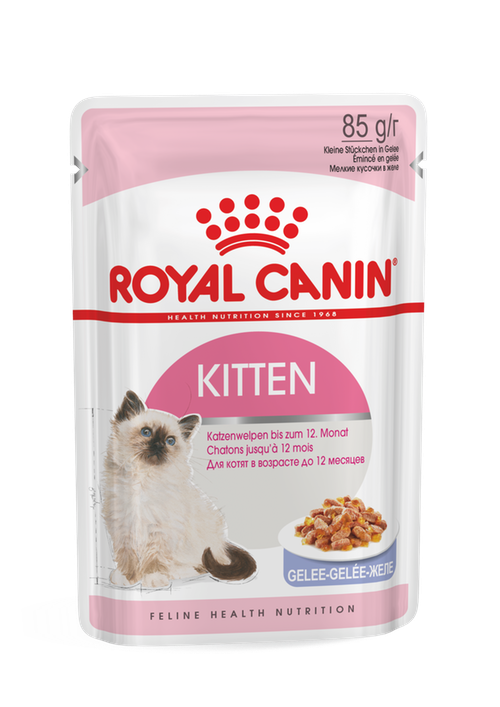 85 g/г
Kleine Stückchen in Gelee
Émincé en gelée
Мелкие кусочки в желе
ROYAL CANIN®
HEALTH NUTRITION SINCE 1968
KITTEN
Katzenwelpen bis zum 12. Monat
Chatons jusqu'à 12 mois
Для котят в возрасте до 12 месяцев
GELEE-GELÉE-ЖЕЛЕ
FELINE HEALTH NUTRITION